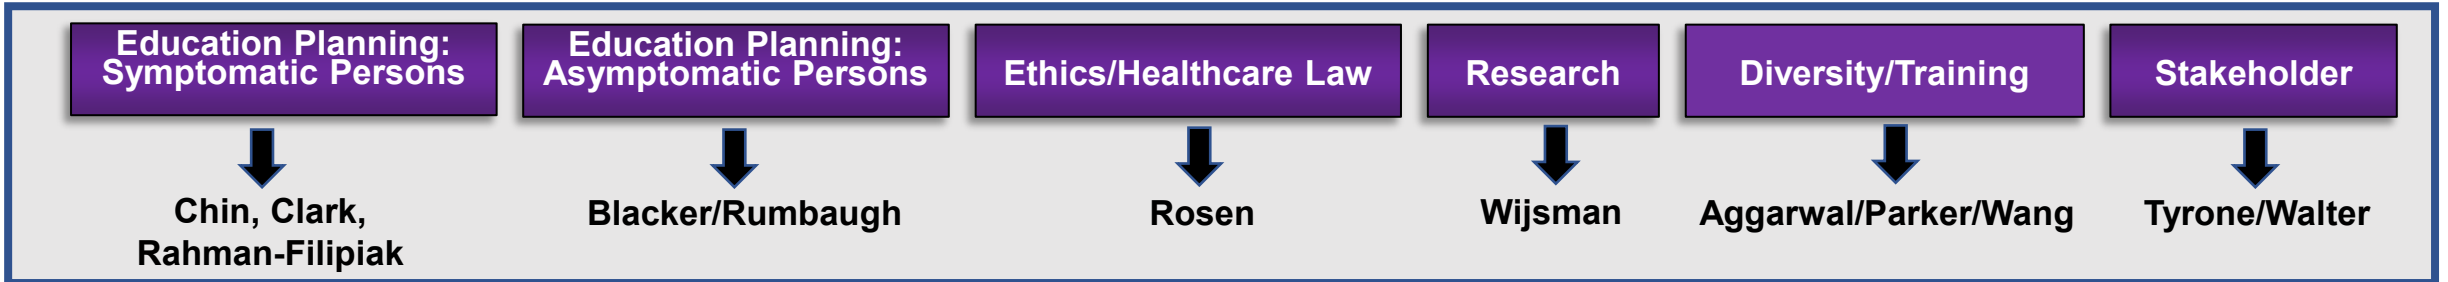 Education Planning:
Symptomatic Persons
Education Planning:
Asymptomatic Persons
Ethics/Healthcare Law
Research
Diversity/Training
Stakeholder
Chin, Clark,
Rahman-Filipiak
Blacker/Rumbaugh
Rosen
Wijsman
Aggarwal/Parker/Wang
Tyrone/Walter